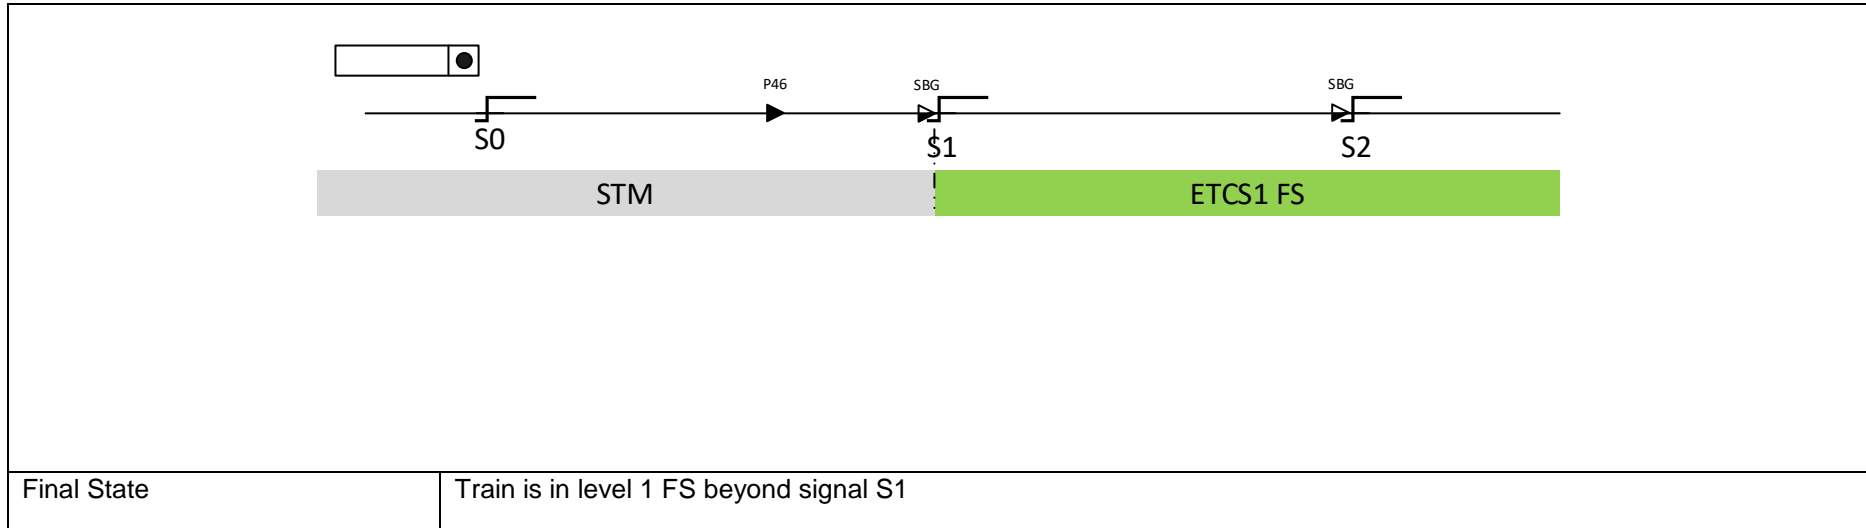 P46 SBG SBG
S0 S1 S2
STM ETCS1 FS
Final State Train is in level 1 FS beyond signal S1